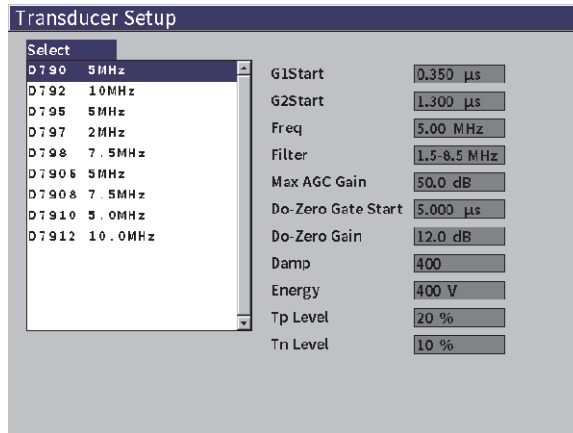 Transducer Setup
Select
D790 5MHz
D792 10MHz
D795 5MHz
D797 2MHz
D798 7.5MHz
D7906 5MHz
D7908 7.5MHz
D7910 5.0MHz
D7912 10.0MHz
G1Start 0.350 µs
G2Start 1.300 µs
Freq 5.00 MHz
Filter 1.5-8.5 MHz
Max AGC Gain 50.0 dB
Do-Zero Gate Start 5.000 µs
Do-Zero Gain 12.0 dB
Damp 400
Energy 400 V
Tp Level 20 %
Tn Level 10 %